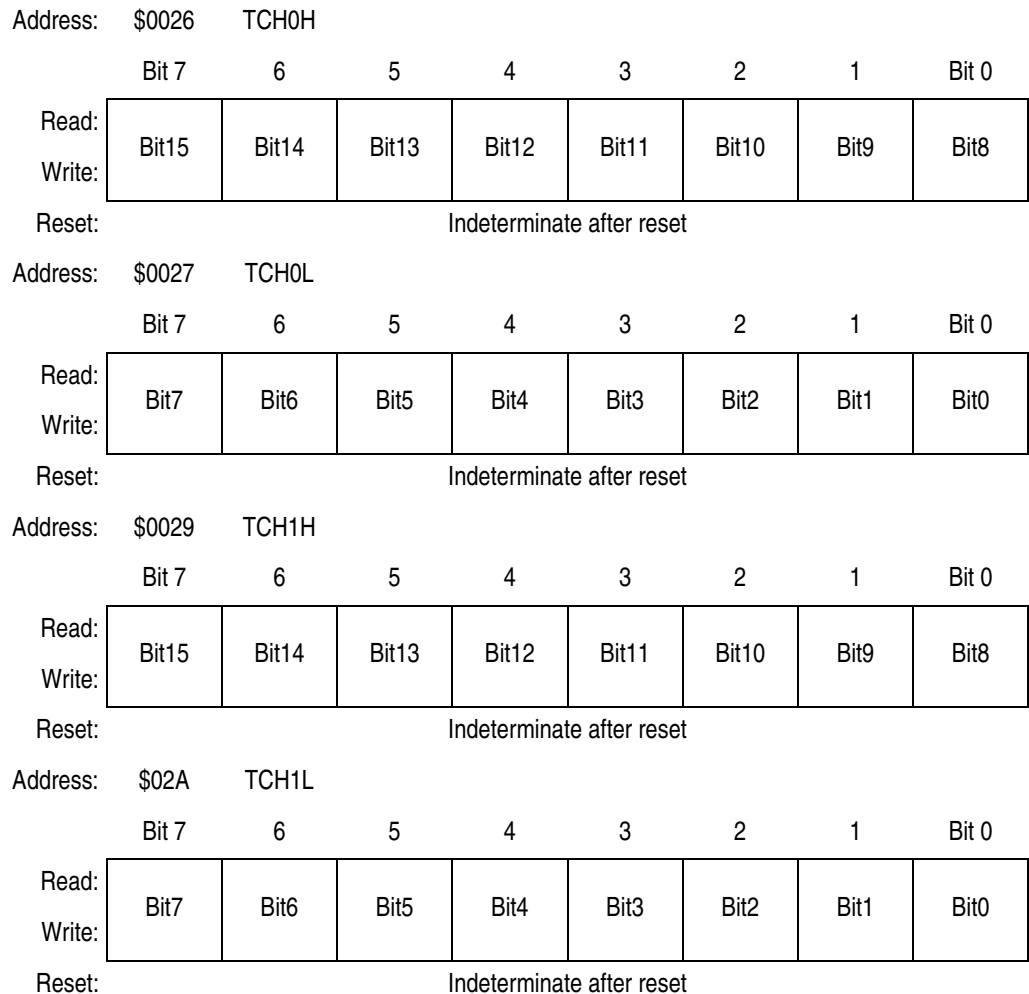 Address: $0026 TCH0H
Bit 7 6 5 4 3 2 1 Bit 0
Read:
Bit15 Bit14 Bit13 Bit12 Bit11 Bit10 Bit9 Bit8
Write:
Reset: Indeterminate after reset
Address: $0027 TCH0L
Bit 7 6 5 4 3 2 1 Bit 0
Read:
Bit7 Bit6 Bit5 Bit4 Bit3 Bit2 Bit1 Bit0
Write:
Reset: Indeterminate after reset
Address: $0029 TCH1H
Bit 7 6 5 4 3 2 1 Bit 0
Read:
Bit15 Bit14 Bit13 Bit12 Bit11 Bit10 Bit9 Bit8
Write:
Reset: Indeterminate after reset
Address: $02A TCH1L
Bit 7 6 5 4 3 2 1 Bit 0
Read:
Bit7 Bit6 Bit5 Bit4 Bit3 Bit2 Bit1 Bit0
Write:
Reset: Indeterminate after reset